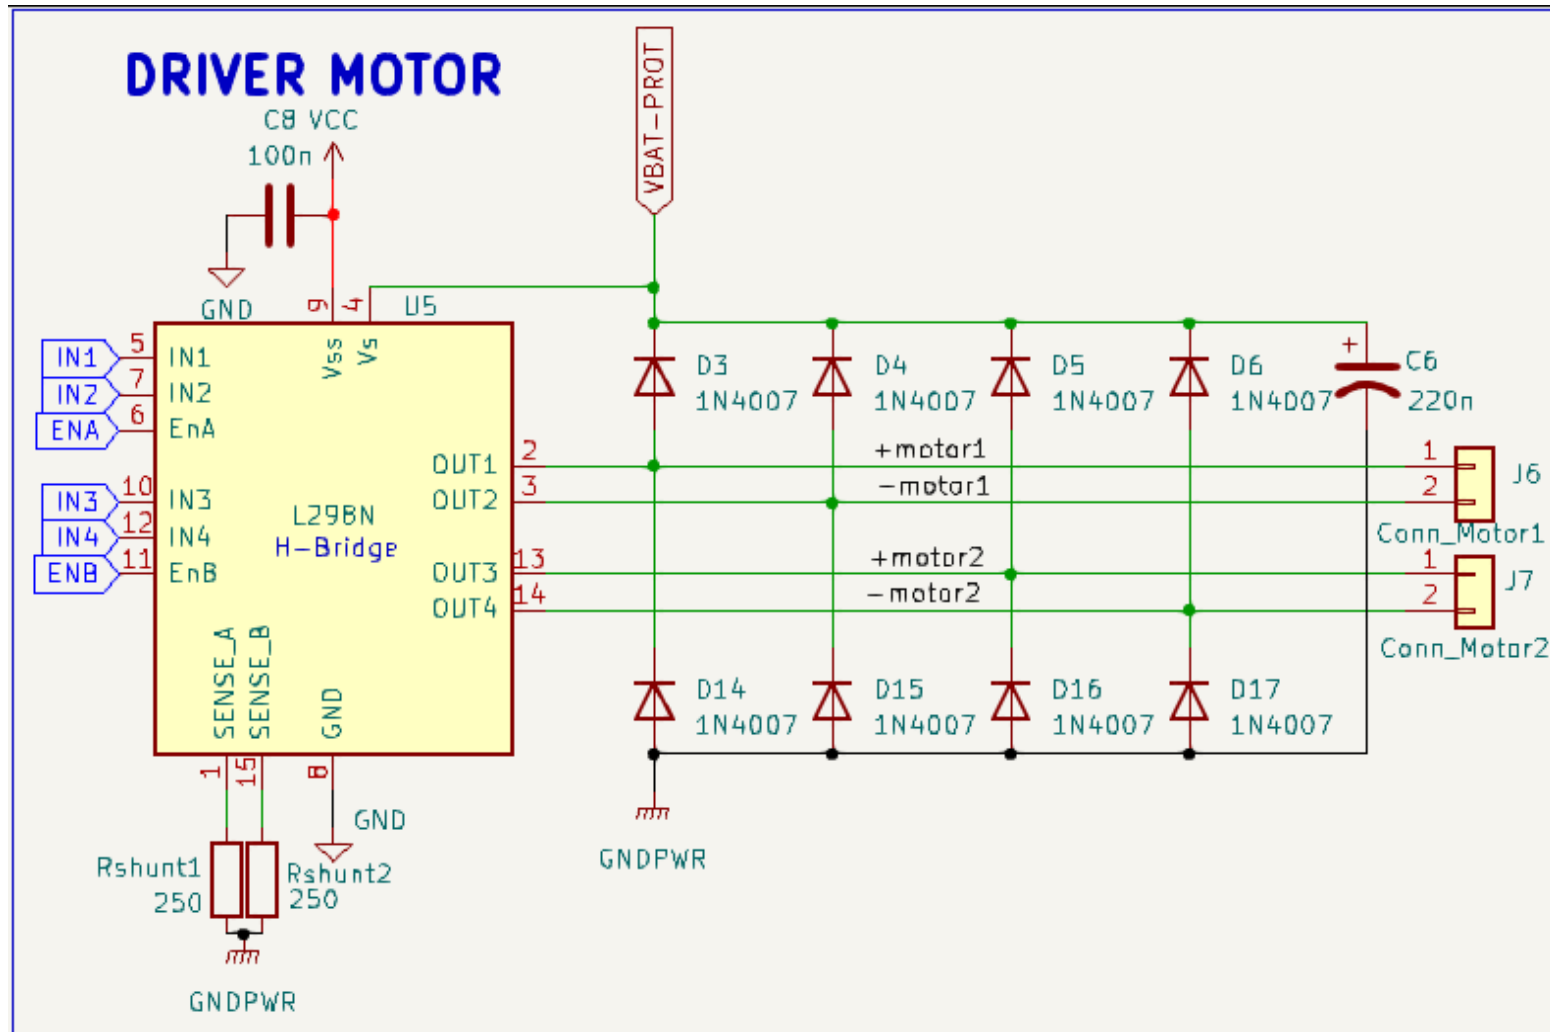 DRIVER MOTOR
C8 VCC
100n
VBAT-PROT
GND
9
4
U5
Vss
Vs
IN1
5
IN1
IN2
7
IN2
ENA
6
EnA
IN3
10
IN3
IN4
12
IN4
ENB
11
EnB
L298N
H-Bridge
OUT1
2
OUT2
3
OUT3
13
OUT4
14
SENSE_A
SENSE_B
GND
1
15
8
GND
Rshunt1
250
Rshunt2
250
GNDPWR
D3
1N4007
D4
1N4007
D5
1N4007
D6
1N4007
+
C6
220n
+motor1
-motor1
+motor2
-motor2
1
2
J6
Conn_Motor1
1
2
J7
Conn_Motor2
D14
1N4007
D15
1N4007
D16
1N4007
D17
1N4007
GNDPWR